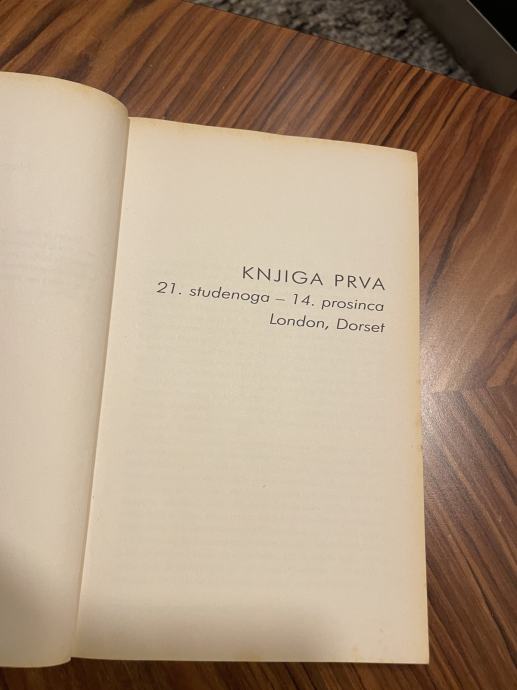 KNJIGA PRVA
21. studenoga – 14. prosinca
London, Dorset